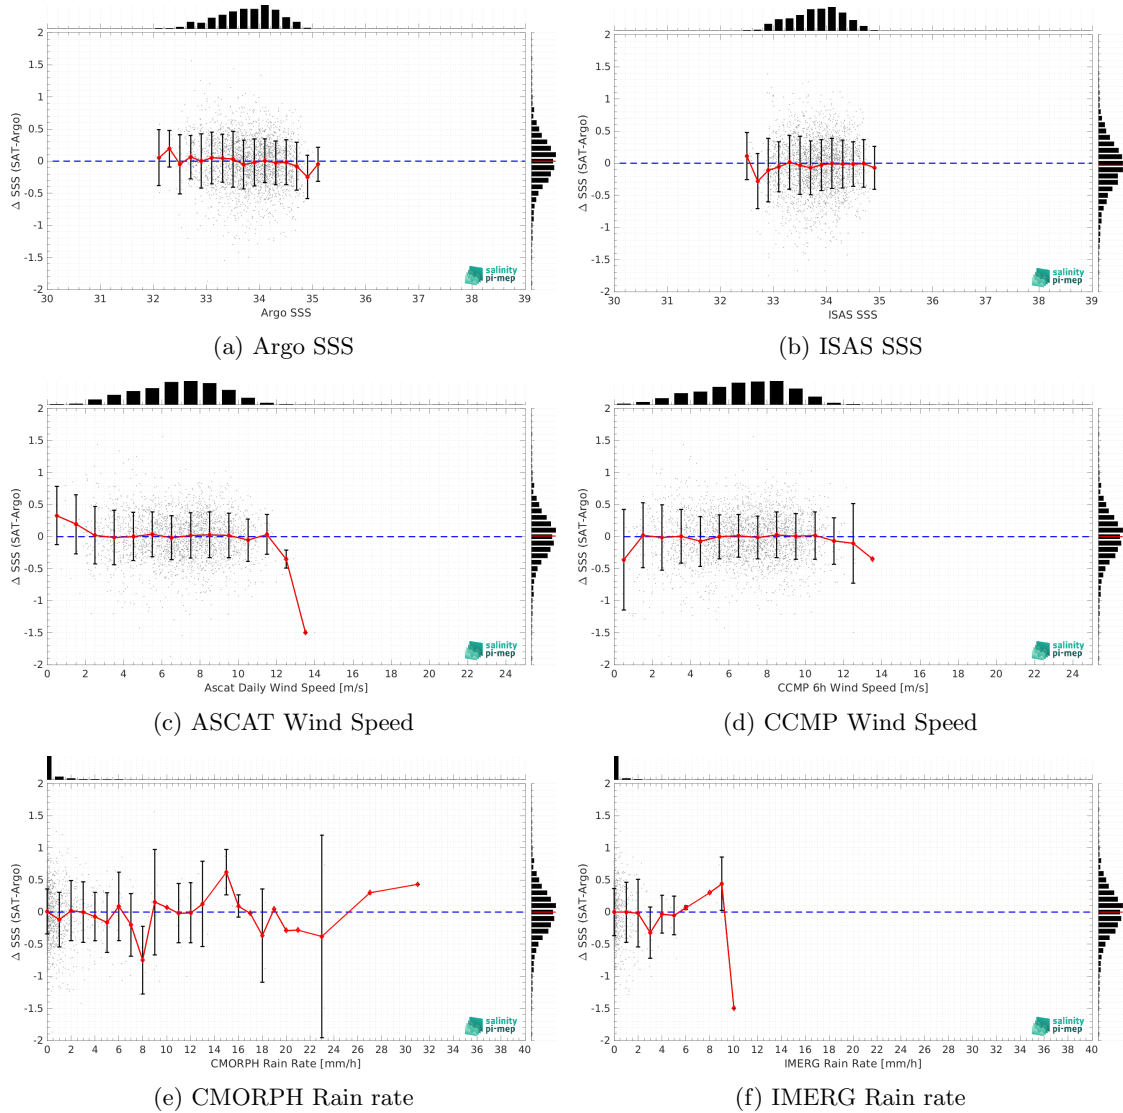 2
1.5
1
0.5
0
-0.5
-1
-1.5
-2
Δ SSS (SAT-Argo)
30 31 32 33 34 35 36 37 38 39
Argo SSS
salinity
pi-mep
(a) Argo SSS
2
1.5
1
0.5
0
-0.5
-1
-1.5
-2
Δ SSS (SAT-Argo)
30 31 32 33 34 35 36 37 38 39
ISAS SSS
salinity
pi-mep
(b) ISAS SSS
2
1.5
1
0.5
0
-0.5
-1
-1.5
-2
Δ SSS (SAT-Argo)
0 2 4 6 8 10 12 14 16 18 20 22 24
Ascat Daily Wind Speed [m/s]
salinity
pi-mep
(c) ASCAT Wind Speed
2
1.5
1
0.5
0
-0.5
-1
-1.5
-2
Δ SSS (SAT-Argo)
0 2 4 6 8 10 12 14 16 18 20 22 24
CCMP 6h Wind Speed [m/s]
salinity
pi-mep
(d) CCMP Wind Speed
2
1.5
1
0.5
0
-0.5
-1
-1.5
-2
Δ SSS (SAT-Argo)
0 2 4 6 8 10 12 14 16 18 20 22 24 26 28 30 32 34 36 38 40
CMORPH Rain Rate [mm/h]
salinity
pi-mep
(e) CMORPH Rain rate
2
1.5
1
0.5
0
-0.5
-1
-1.5
-2
Δ SSS (SAT-Argo)
0 2 4 6 8 10 12 14 16 18 20 22 24 26 28 30 32 34 36 38 40
IMERG Rain Rate [mm/h]
salinity
pi-mep
(f) IMERG Rain rate